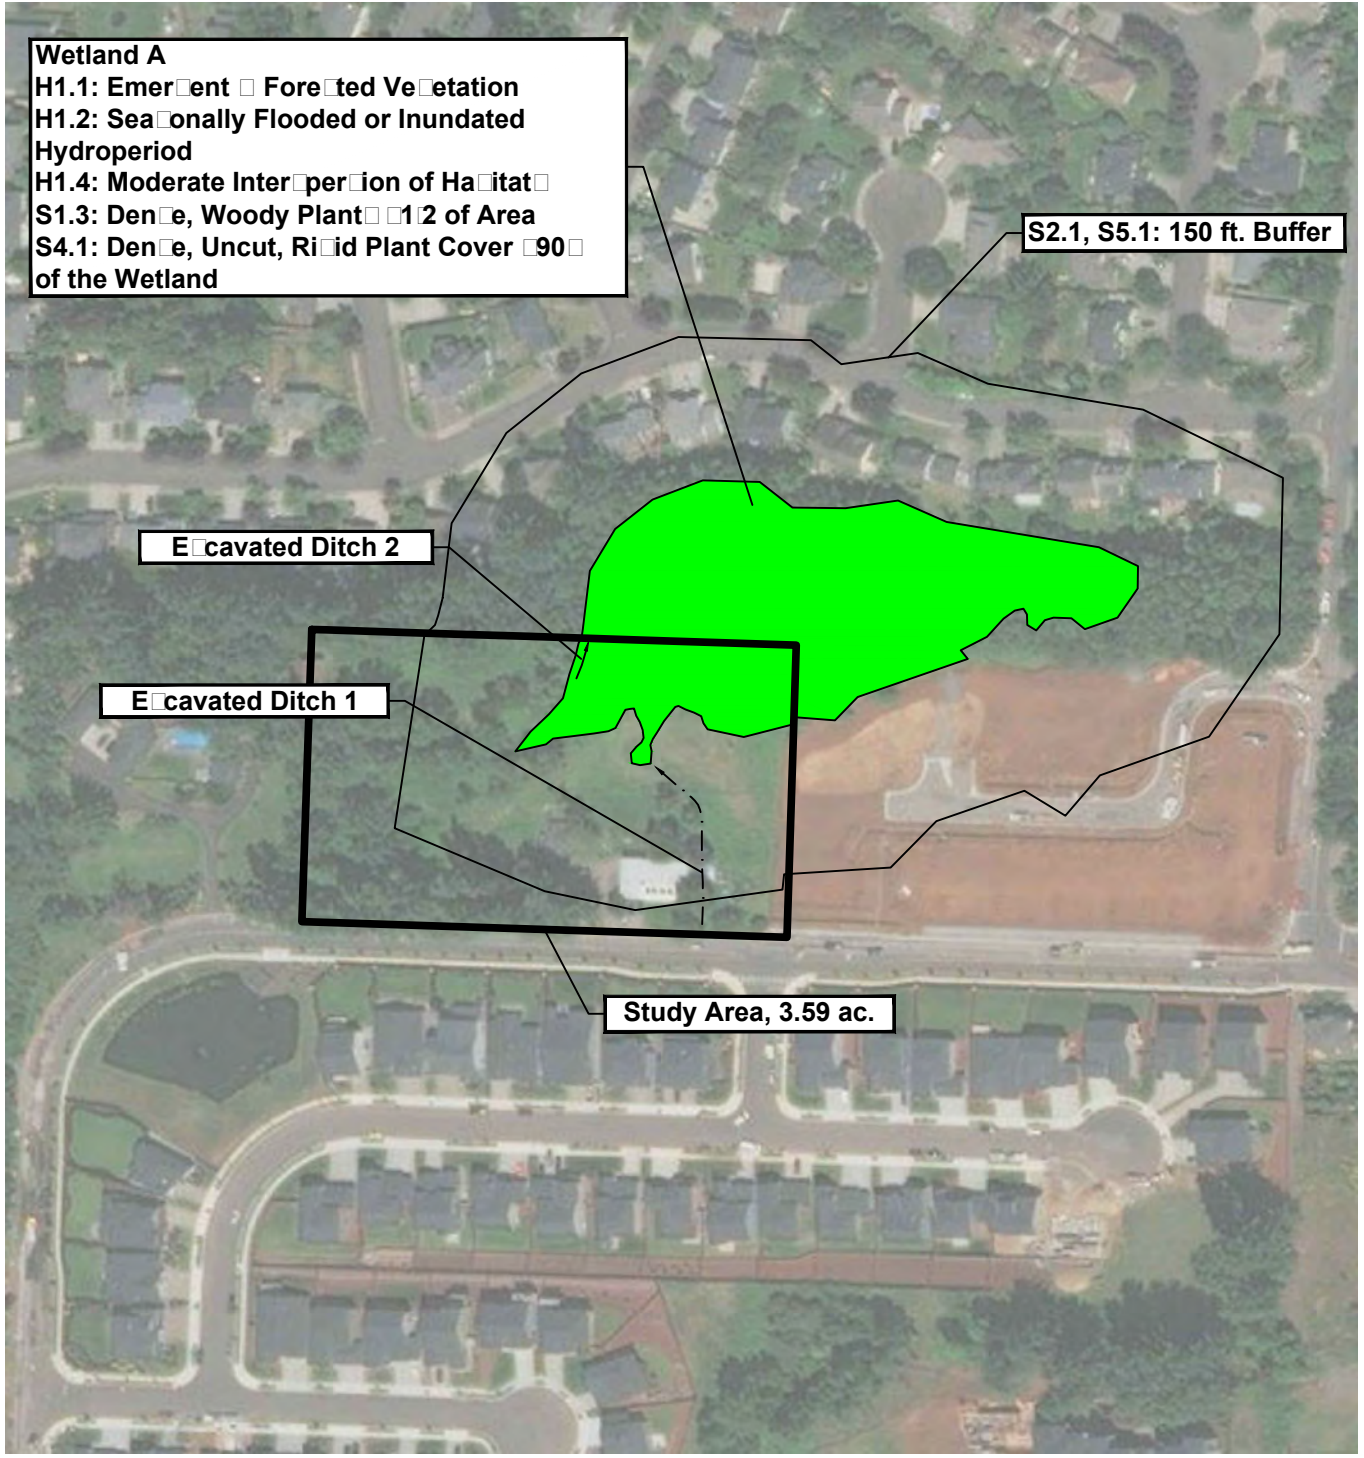 Wetland A
H1.1: Emer□ent □ Fore□ted Ve□etation
H1.2: Sea□onally Flooded or Inundated
Hydroperiod
H1.4: Moderate Inter□per□ion of Ha□itat□
S1.3: Den□e, Woody Plant□ □1□2 of Area
S4.1: Den□e, Uncut, Ri□id Plant Cover □90□
of the Wetland
S2.1, S5.1: 150 ft. Buffer
E□cavated Ditch 2
E□cavated Ditch 1
Study Area, 3.59 ac.